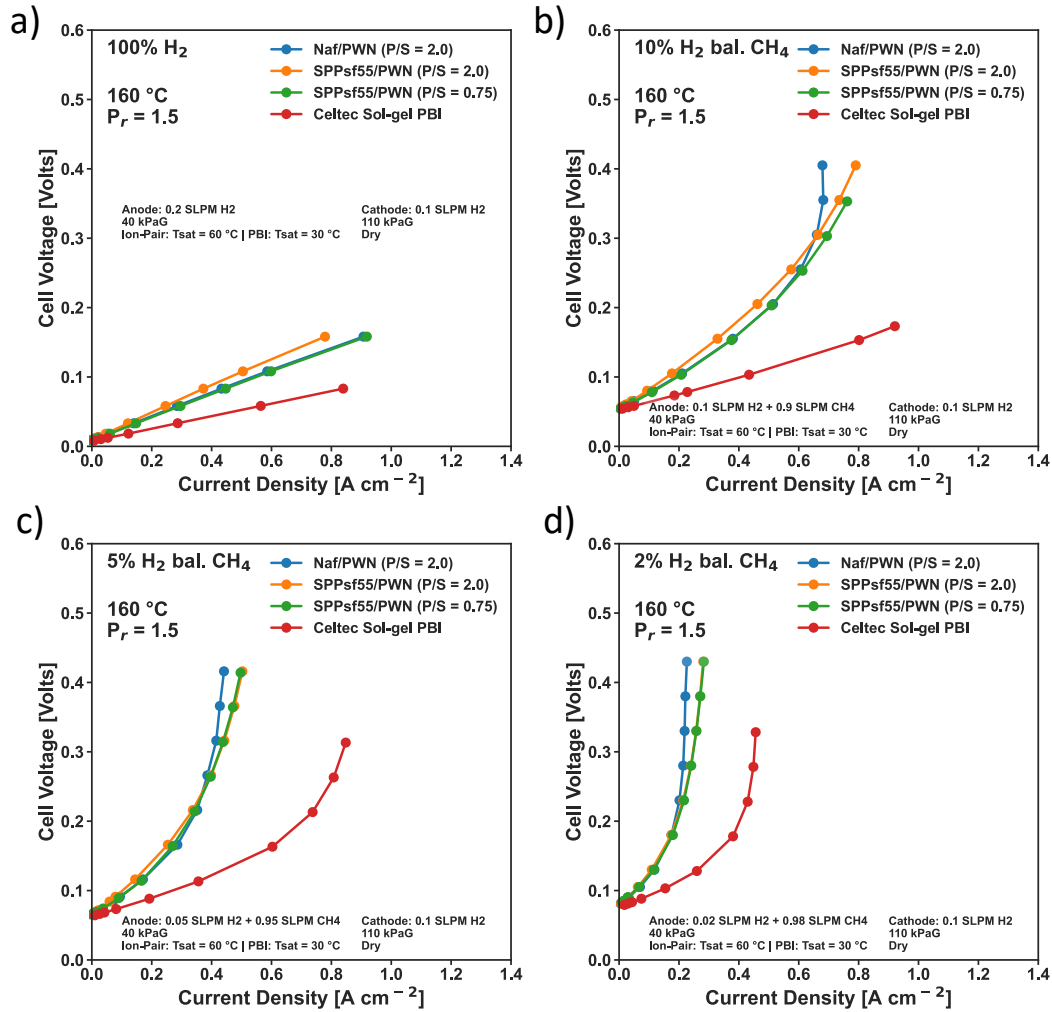 a)
100% H₂
160 °C
Pᵣ = 1.5
Naf/PWN (P/S = 2.0)
SPPsf55/PWN (P/S = 2.0)
SPPsf55/PWN (P/S = 0.75)
Celtec Sol-gel PBI
Anode: 0.2 SLPM H2
40 kPaG
Ion-Pair: Tsat = 60 °C | PBI: Tsat = 30 °C
Cathode: 0.1 SLPM H2
110 kPaG
Dry
Cell Voltage [Volts]
0.6
0.5
0.4
0.3
0.2
0.1
0.0
0.0 0.2 0.4 0.6 0.8 1.0 1.2 1.4
Current Density [A cm⁻²]
b)
10% H₂ bal. CH₄
160 °C
Pᵣ = 1.5
Naf/PWN (P/S = 2.0)
SPPsf55/PWN (P/S = 2.0)
SPPsf55/PWN (P/S = 0.75)
Celtec Sol-gel PBI
Anode: 0.1 SLPM H2 + 0.9 SLPM CH4
40 kPaG
Ion-Pair: Tsat = 60 °C | PBI: Tsat = 30 °C
Cathode: 0.1 SLPM H2
110 kPaG
Dry
Cell Voltage [Volts]
0.6
0.5
0.4
0.3
0.2
0.1
0.0
0.0 0.2 0.4 0.6 0.8 1.0 1.2 1.4
Current Density [A cm⁻²]
c)
5% H₂ bal. CH₄
160 °C
Pᵣ = 1.5
Naf/PWN (P/S = 2.0)
SPPsf55/PWN (P/S = 2.0)
SPPsf55/PWN (P/S = 0.75)
Celtec Sol-gel PBI
Anode: 0.05 SLPM H2 + 0.95 SLPM CH4
40 kPaG
Ion-Pair: Tsat = 60 °C | PBI: Tsat = 30 °C
Cathode: 0.1 SLPM H2
110 kPaG
Dry
Cell Voltage [Volts]
0.6
0.5
0.4
0.3
0.2
0.1
0.0
0.0 0.2 0.4 0.6 0.8 1.0 1.2 1.4
Current Density [A cm⁻²]
d)
2% H₂ bal. CH₄
160 °C
Pᵣ = 1.5
Naf/PWN (P/S = 2.0)
SPPsf55/PWN (P/S = 2.0)
SPPsf55/PWN (P/S = 0.75)
Celtec Sol-gel PBI
Anode: 0.02 SLPM H2 + 0.98 SLPM CH4
40 kPaG
Ion-Pair: Tsat = 60 °C | PBI: Tsat = 30 °C
Cathode: 0.1 SLPM H2
110 kPaG
Dry
Cell Voltage [Volts]
0.6
0.5
0.4
0.3
0.2
0.1
0.0
0.0 0.2 0.4 0.6 0.8 1.0 1.2 1.4
Current Density [A cm⁻²]